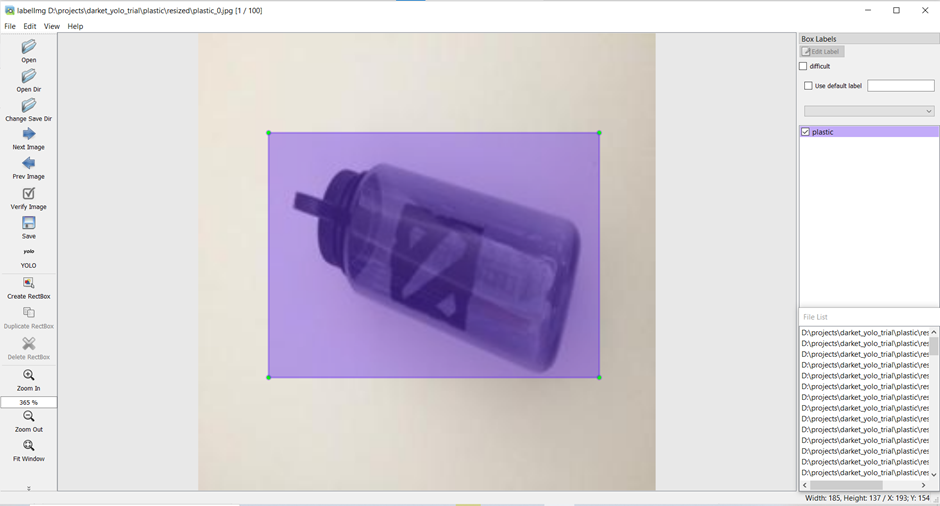 labelImg D:\projects\darket_yolo_trial\plastic\resized\plastic_0.jpg [1 / 100]
File Edit View Help
Open
Open Dir
Change Save Dir
Next Image
Prev Image
Verify Image
Save
yolo
YOLO
Create RectBox
Duplicate RectBox
Delete RectBox
Zoom In
365 %
Zoom Out
Fit Window
Box Labels
Edit Label
difficult
Use default label
plastic
File List
D:\projects\darket_yolo_trial\plastic\res
D:\projects\darket_yolo_trial\plastic\res
D:\projects\darket_yolo_trial\plastic\res
D:\projects\darket_yolo_trial\plastic\res
D:\projects\darket_yolo_trial\plastic\res
D:\projects\darket_yolo_trial\plastic\res
D:\projects\darket_yolo_trial\plastic\res
D:\projects\darket_yolo_trial\plastic\res
D:\projects\darket_yolo_trial\plastic\res
D:\projects\darket_yolo_trial\plastic\res
D:\projects\darket_yolo_trial\plastic\res
D:\projects\darket_yolo_trial\plastic\res
D:\projects\darket_yolo_trial\plastic\res
D:\projects\darket_yolo_trial\plastic\res
Width: 185, Height: 137 / X: 193; Y: 154